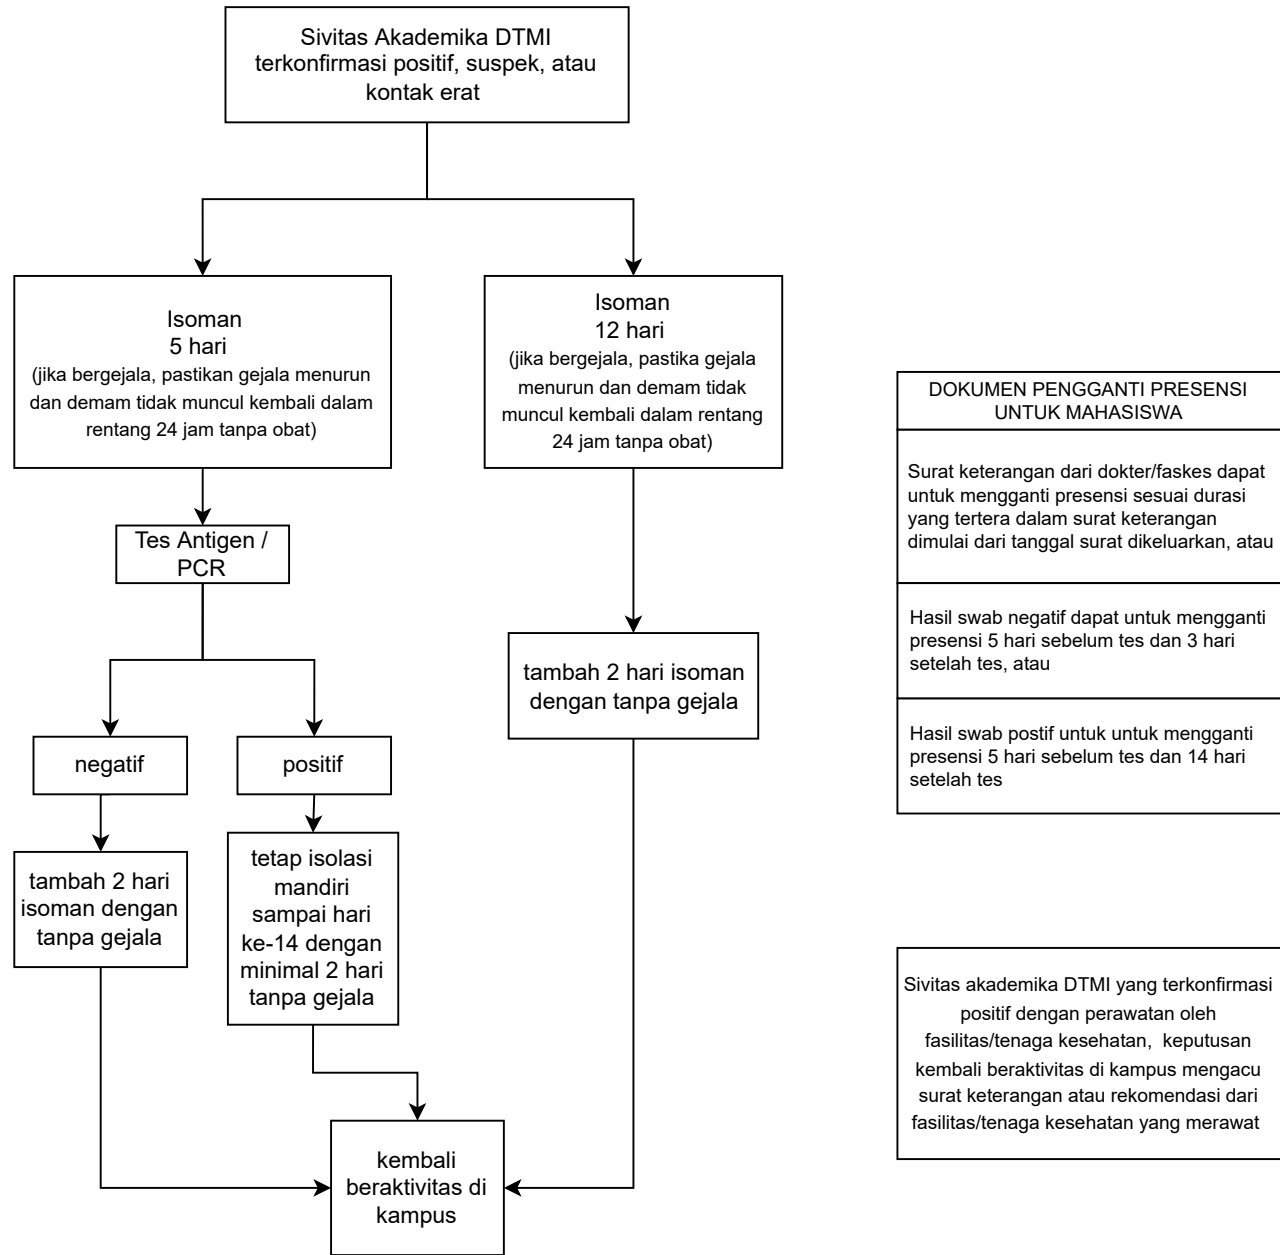 Sivitas Akademika DTMI
terkonfirmasi positif, suspek, atau
kontak erat
Isoman
5 hari
(jika bergejala, pastikan gejala menurun
dan demam tidak muncul kembali dalam
rentang 24 jam tanpa obat)
Isoman
12 hari
(jika bergejala, pastika gejala
menurun dan demam tidak
muncul kembali dalam rentang
24 jam tanpa obat)
Tes Antigen /
PCR
negatif
positif
tambah 2 hari
isoman dengan
tanpa gejala
tetap isolasi
mandiri
sampai hari
ke-14 dengan
minimal 2 hari
tanpa gejala
tambah 2 hari isoman
dengan tanpa gejala
kembali
beraktivitas di
kampus
DOKUMEN PENGGANTI PRESENSI
UNTUK MAHASISWA
Surat keterangan dari dokter/faskes dapat
untuk mengganti presensi sesuai durasi
yang tertera dalam surat keterangan
dimulai dari tanggal surat dikeluarkan, atau
Hasil swab negatif dapat untuk mengganti
presensi 5 hari sebelum tes dan 3 hari
setelah tes, atau
Hasil swab postif untuk untuk mengganti
presensi 5 hari sebelum tes dan 14 hari
setelah tes
Sivitas akademika DTMI yang terkonfirmasi
positif dengan perawatan oleh
fasilitas/tenaga kesehatan, keputusan
kembali beraktivitas di kampus mengacu
surat keterangan atau rekomendasi dari
fasilitas/tenaga kesehatan yang merawat